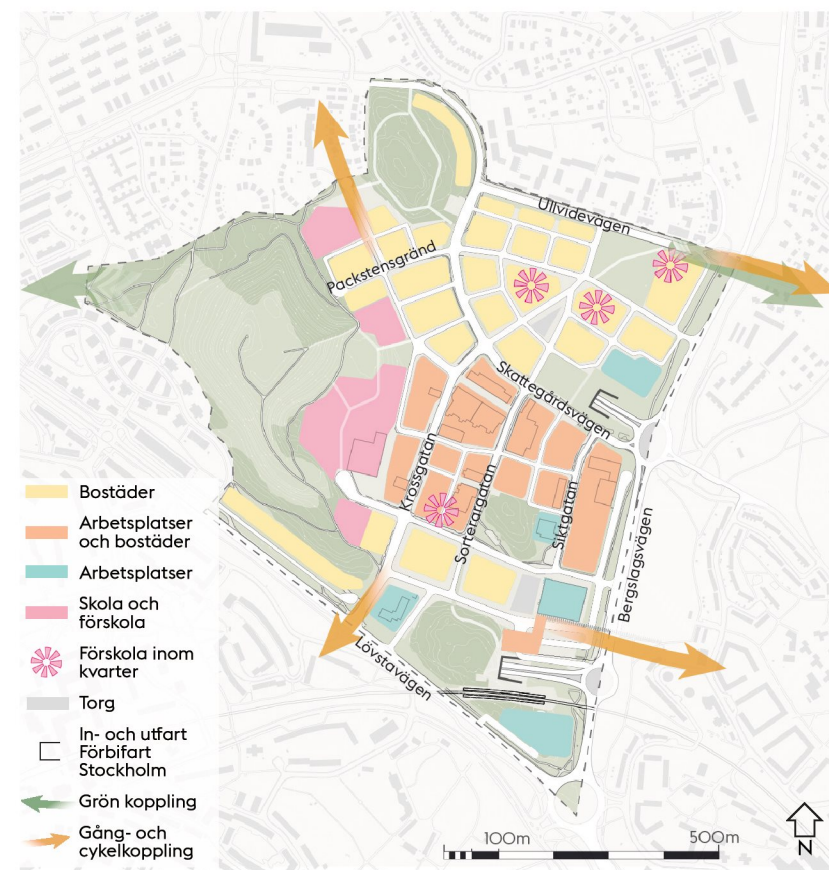 Ullvidevägen
Packstensgränd
Skattegårdsvägen
Krossgatan
Sorterargatan
Siktgatan
Bergslagsvägen
Lövstavägen
Bostäder
Arbetsplatser
och bostäder
Arbetsplatser
Skola och
förskola
Förskola inom
kvarter
Torg
In- och utfart
Förbifart
Stockholm
Grön koppling
Gång- och
cykelkoppling
100m
500m
N